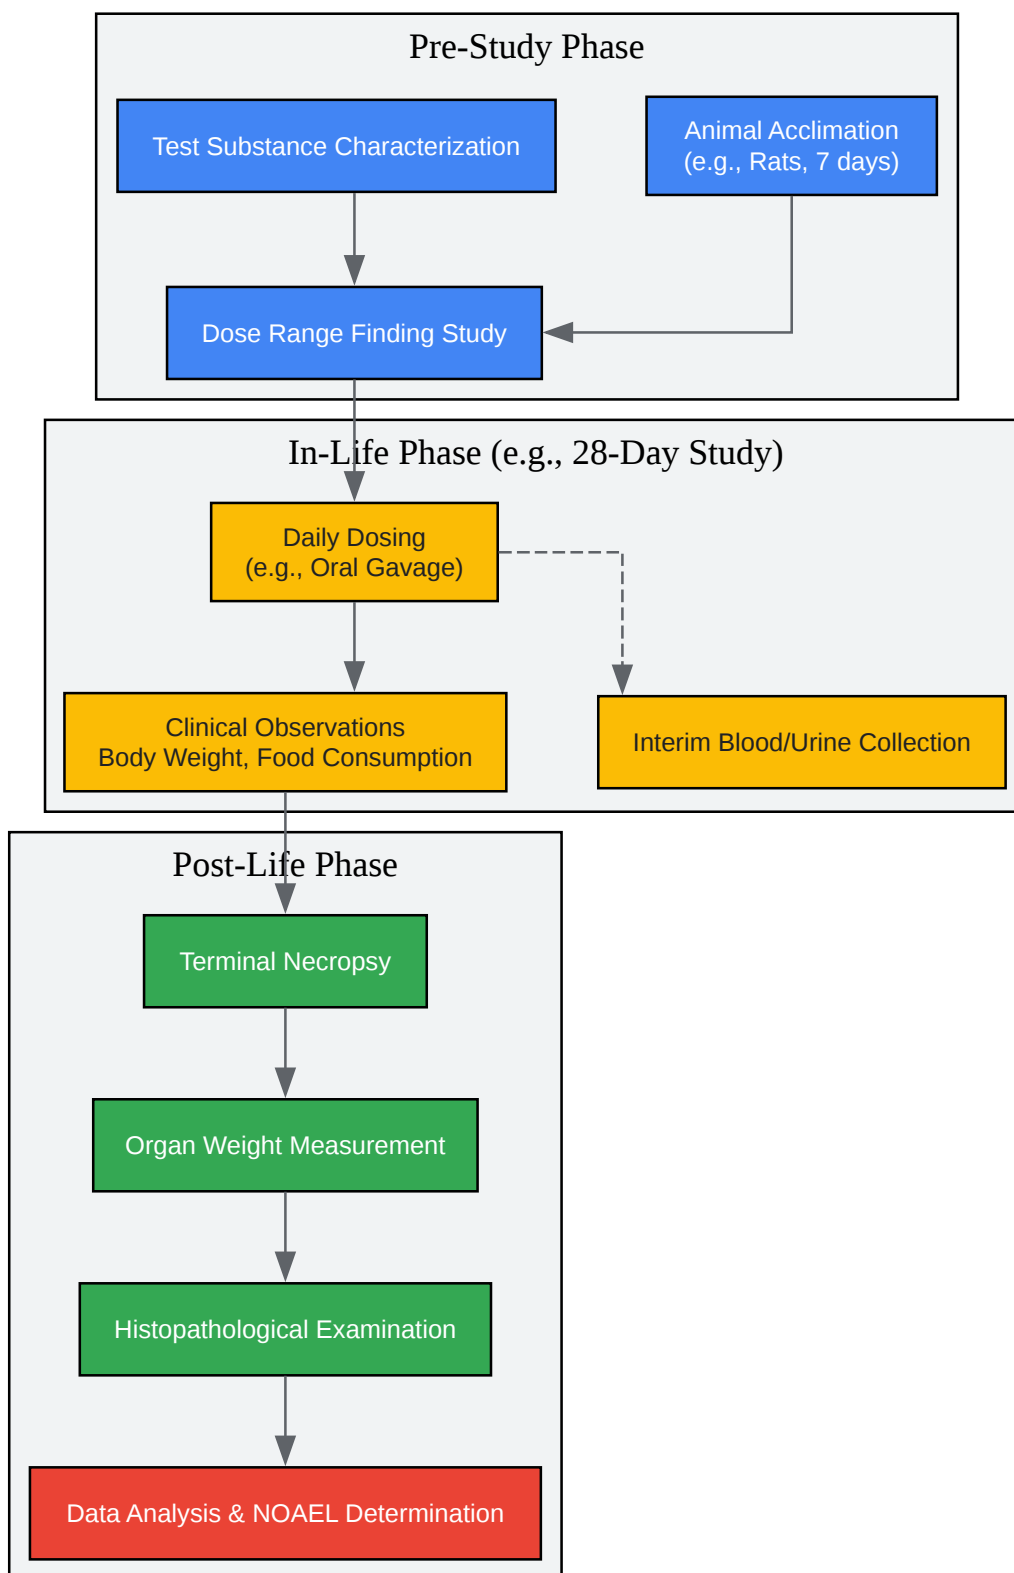 Pre-Study Phase
Test Substance Characterization
Animal Acclimation
(e.g., Rats, 7 days)
Dose Range Finding Study
In-Life Phase (e.g., 28-Day Study)
Daily Dosing
(e.g., Oral Gavage)
Clinical Observations
Body Weight, Food Consumption
Interim Blood/Urine Collection
Post-Life Phase
Terminal Necropsy
Organ Weight Measurement
Histopathological Examination
Data Analysis & NOAEL Determination